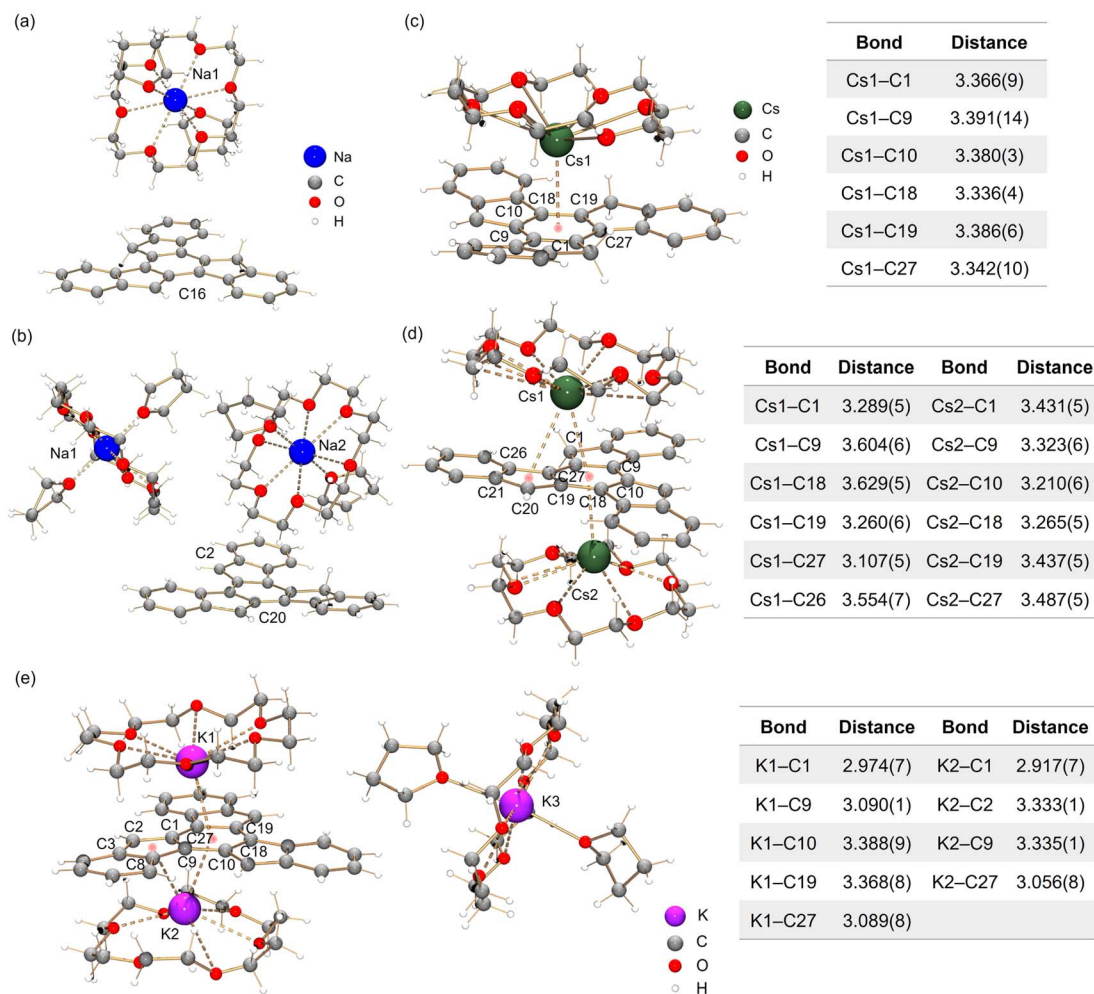 (a)
Na1
Na
C
O
H
C16
(b)
Na1
Na2
C2
C20
(c)
Cs1
Cs
C
O
H
C18
C19
C10
C9
C1
C27
Bond Distance
Cs1–C1 3.366(9)
Cs1–C9 3.391(14)
Cs1–C10 3.380(3)
Cs1–C18 3.336(4)
Cs1–C19 3.386(6)
Cs1–C27 3.342(10)
(d)
Cs1
C1
C26
C27
C9
C21
C19
C18
C10
C20
Cs2
Cs
C
O
H
Bond Distance Bond Distance
Cs1–C1 3.289(5) Cs2–C1 3.431(5)
Cs1–C9 3.604(6) Cs2–C9 3.323(6)
Cs1–C18 3.629(5) Cs2–C10 3.210(6)
Cs1–C19 3.260(6) Cs2–C18 3.265(5)
Cs1–C27 3.107(5) Cs2–C19 3.437(5)
Cs1–C26 3.554(7) Cs2–C27 3.487(5)
(e)
K1
C2
C1
C19
C3
C27
C18
C8
C9
C10
K2
K3
K
C
O
H
Bond Distance Bond Distance
K1–C1 2.974(7) K2–C1 2.917(7)
K1–C9 3.090(1) K2–C2 3.333(1)
K1–C10 3.388(9) K2–C9 3.335(1)
K1–C19 3.368(8) K2–C27 3.056(8)
K1–C27 3.089(8)